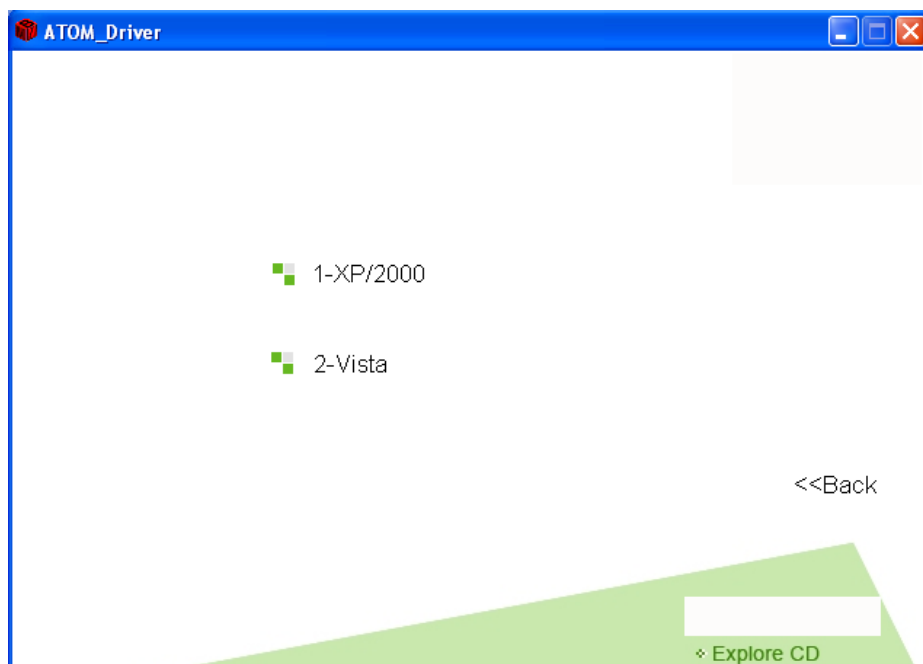 ATOM_Driver
1-XP/2000
2-Vista
<<Back
Explore CD